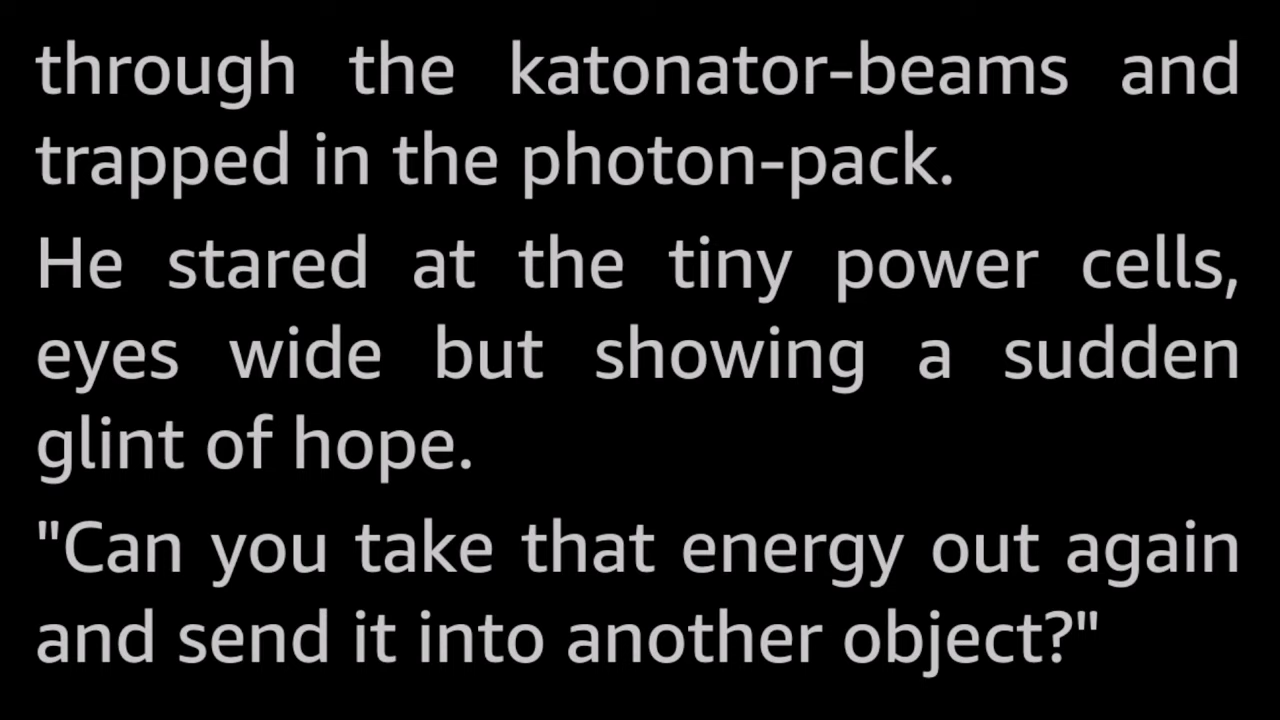 through the katonator-beams and
trapped in the photon-pack.
He stared at the tiny power cells,
eyes wide but showing a sudden
glint of hope.
"Can you take that energy out again
and send it into another object?"